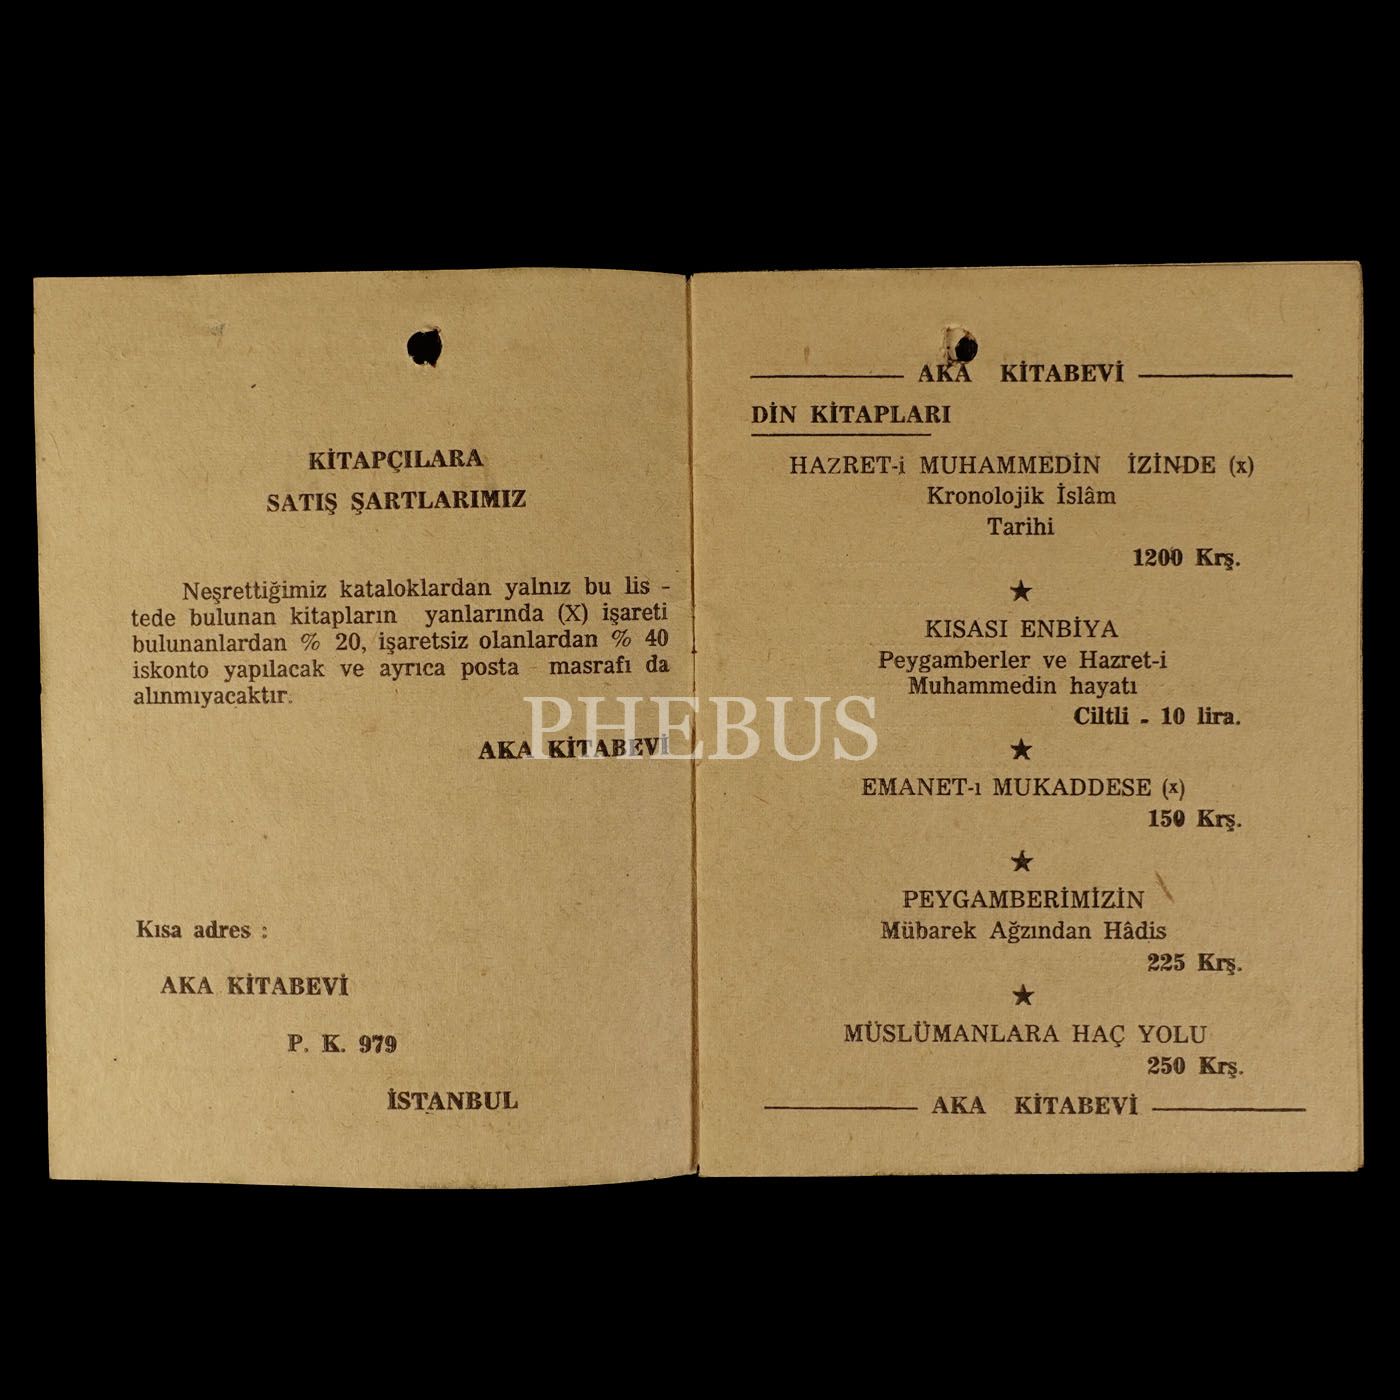 KİTAPÇILARA
SATIŞ ŞARTLARIMIZ
Neşrettiğimiz kataloklardan yalnız bu lis -
tede bulunan kitapların yanlarında (X) işareti
bulunanlardan % 20, işaretsiz olanlardan % 40
iskonto yapılacak ve ayrıca posta masrafı da
alınmıyacaktır.
AKA KİTABEVİ
Kısa adres :
AKA KİTABEVİ
P. K. 979
İSTANBUL
AKA KİTABEVİ
DİN KİTAPLARI
HAZRET-i MUHAMMEDİN İZİNDE (x)
Kronolojik İslâm
Tarihi
1200 Krş.
★
KISASI ENBİYA
Peygamberler ve Hazret-i
Muhammedin hayatı
Ciltli - 10 lira.
★
EMANET-ı MUKADDESE (x)
150 Krş.
★
PEYGAMBERİMİZİN
Mübarek Ağzından Hâdis
225 Krş.
★
MÜSLÜMANLARA HAÇ YOLU
250 Krş.
AKA KİTABEVİ
PHEBUS